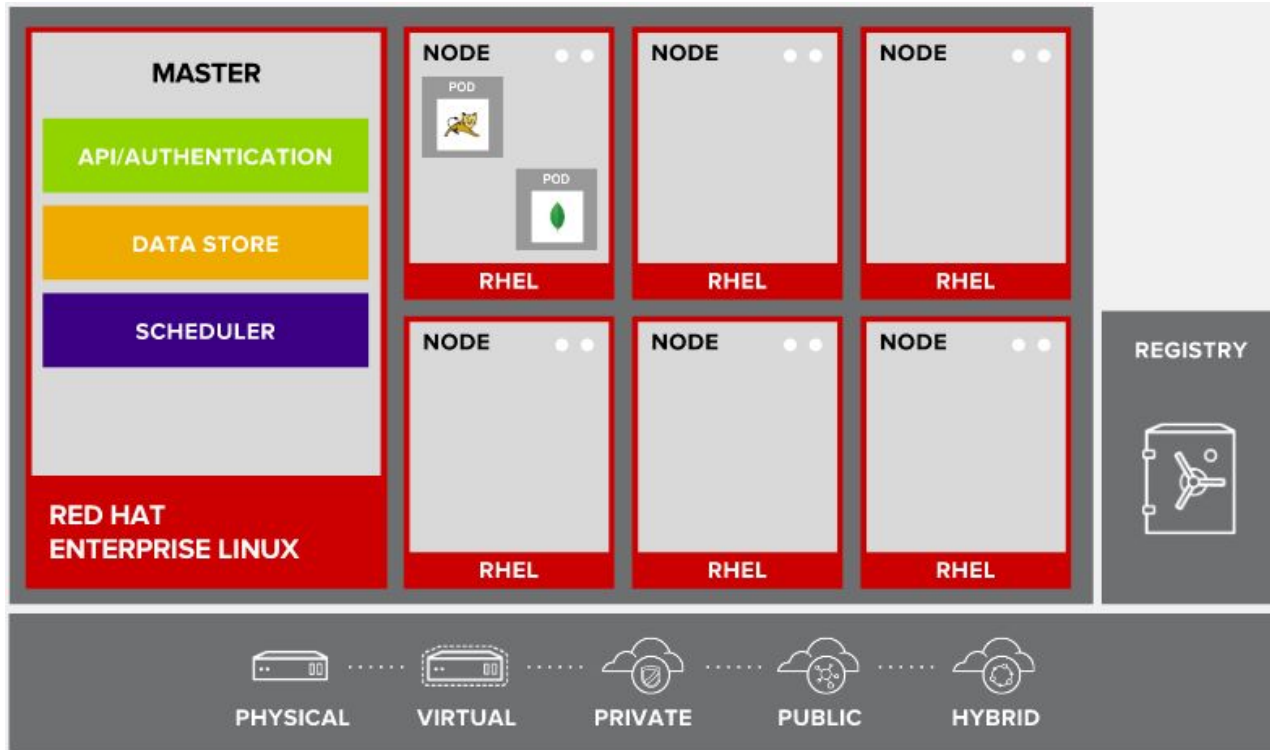 MASTER
API/AUTHENTICATION
DATA STORE
SCHEDULER
RED HAT
ENTERPRISE LINUX
NODE
POD
POD
RHEL
NODE
RHEL
NODE
RHEL
NODE
RHEL
NODE
RHEL
NODE
RHEL
REGISTRY
PHYSICAL
VIRTUAL
PRIVATE
PUBLIC
HYBRID